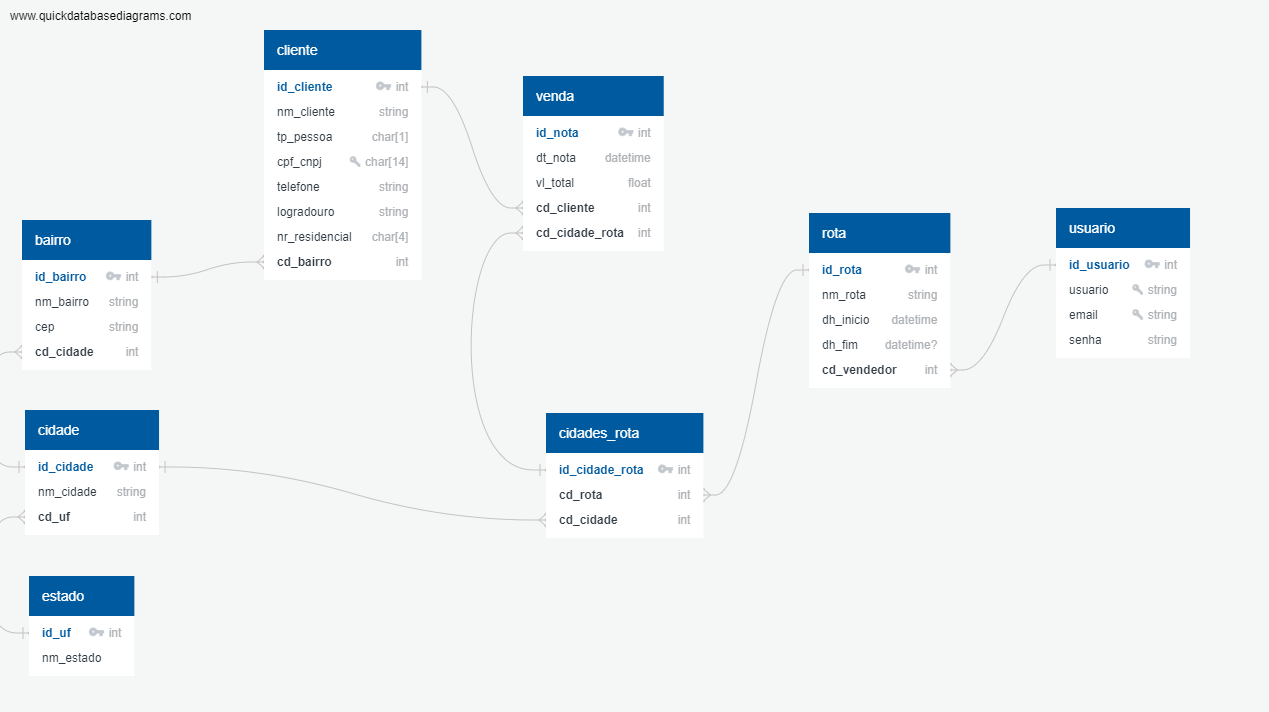 www.quickdatabasediagrams.com
cliente
id_cliente int
nm_cliente string
tp_pessoa char[1]
cpf_cnpj char[14]
telefone string
logradouro string
nr_residencial char[4]
cd_bairro int
venda
id_nota int
dt_nota datetime
vl_total float
cd_cliente int
cd_cidade_rota int
bairro
id_bairro int
nm_bairro string
cep string
cd_cidade int
rota
id_rota int
nm_rota string
dh_inicio datetime
dh_fim datetime?
cd_vendedor int
usuario
id_usuario int
usuario string
email string
senha string
cidade
id_cidade int
nm_cidade string
cd_uf int
cidades_rota
id_cidade_rota int
cd_rota int
cd_cidade int
estado
id_uf int
nm_estado